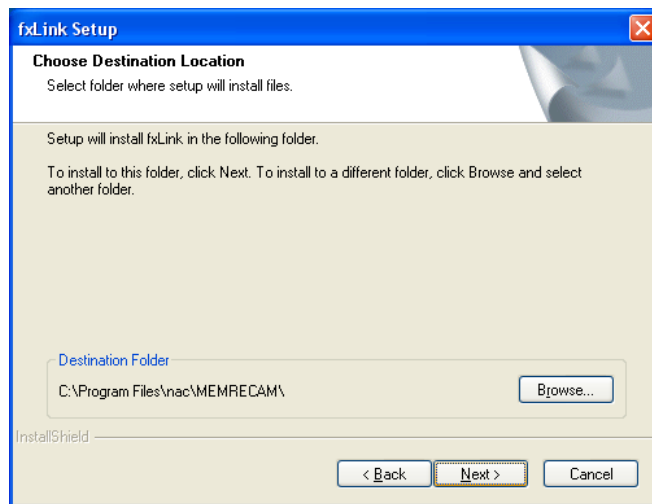 fxLink Setup
Choose Destination Location
Select folder where setup will install files.
Setup will install fxLink in the following folder.
To install to this folder, click Next. To install to a different folder, click Browse and select
another folder.
Destination Folder
C:\Program Files\nac\MEMRECAM\
Browse...
InstallShield
< Back
Next >
Cancel